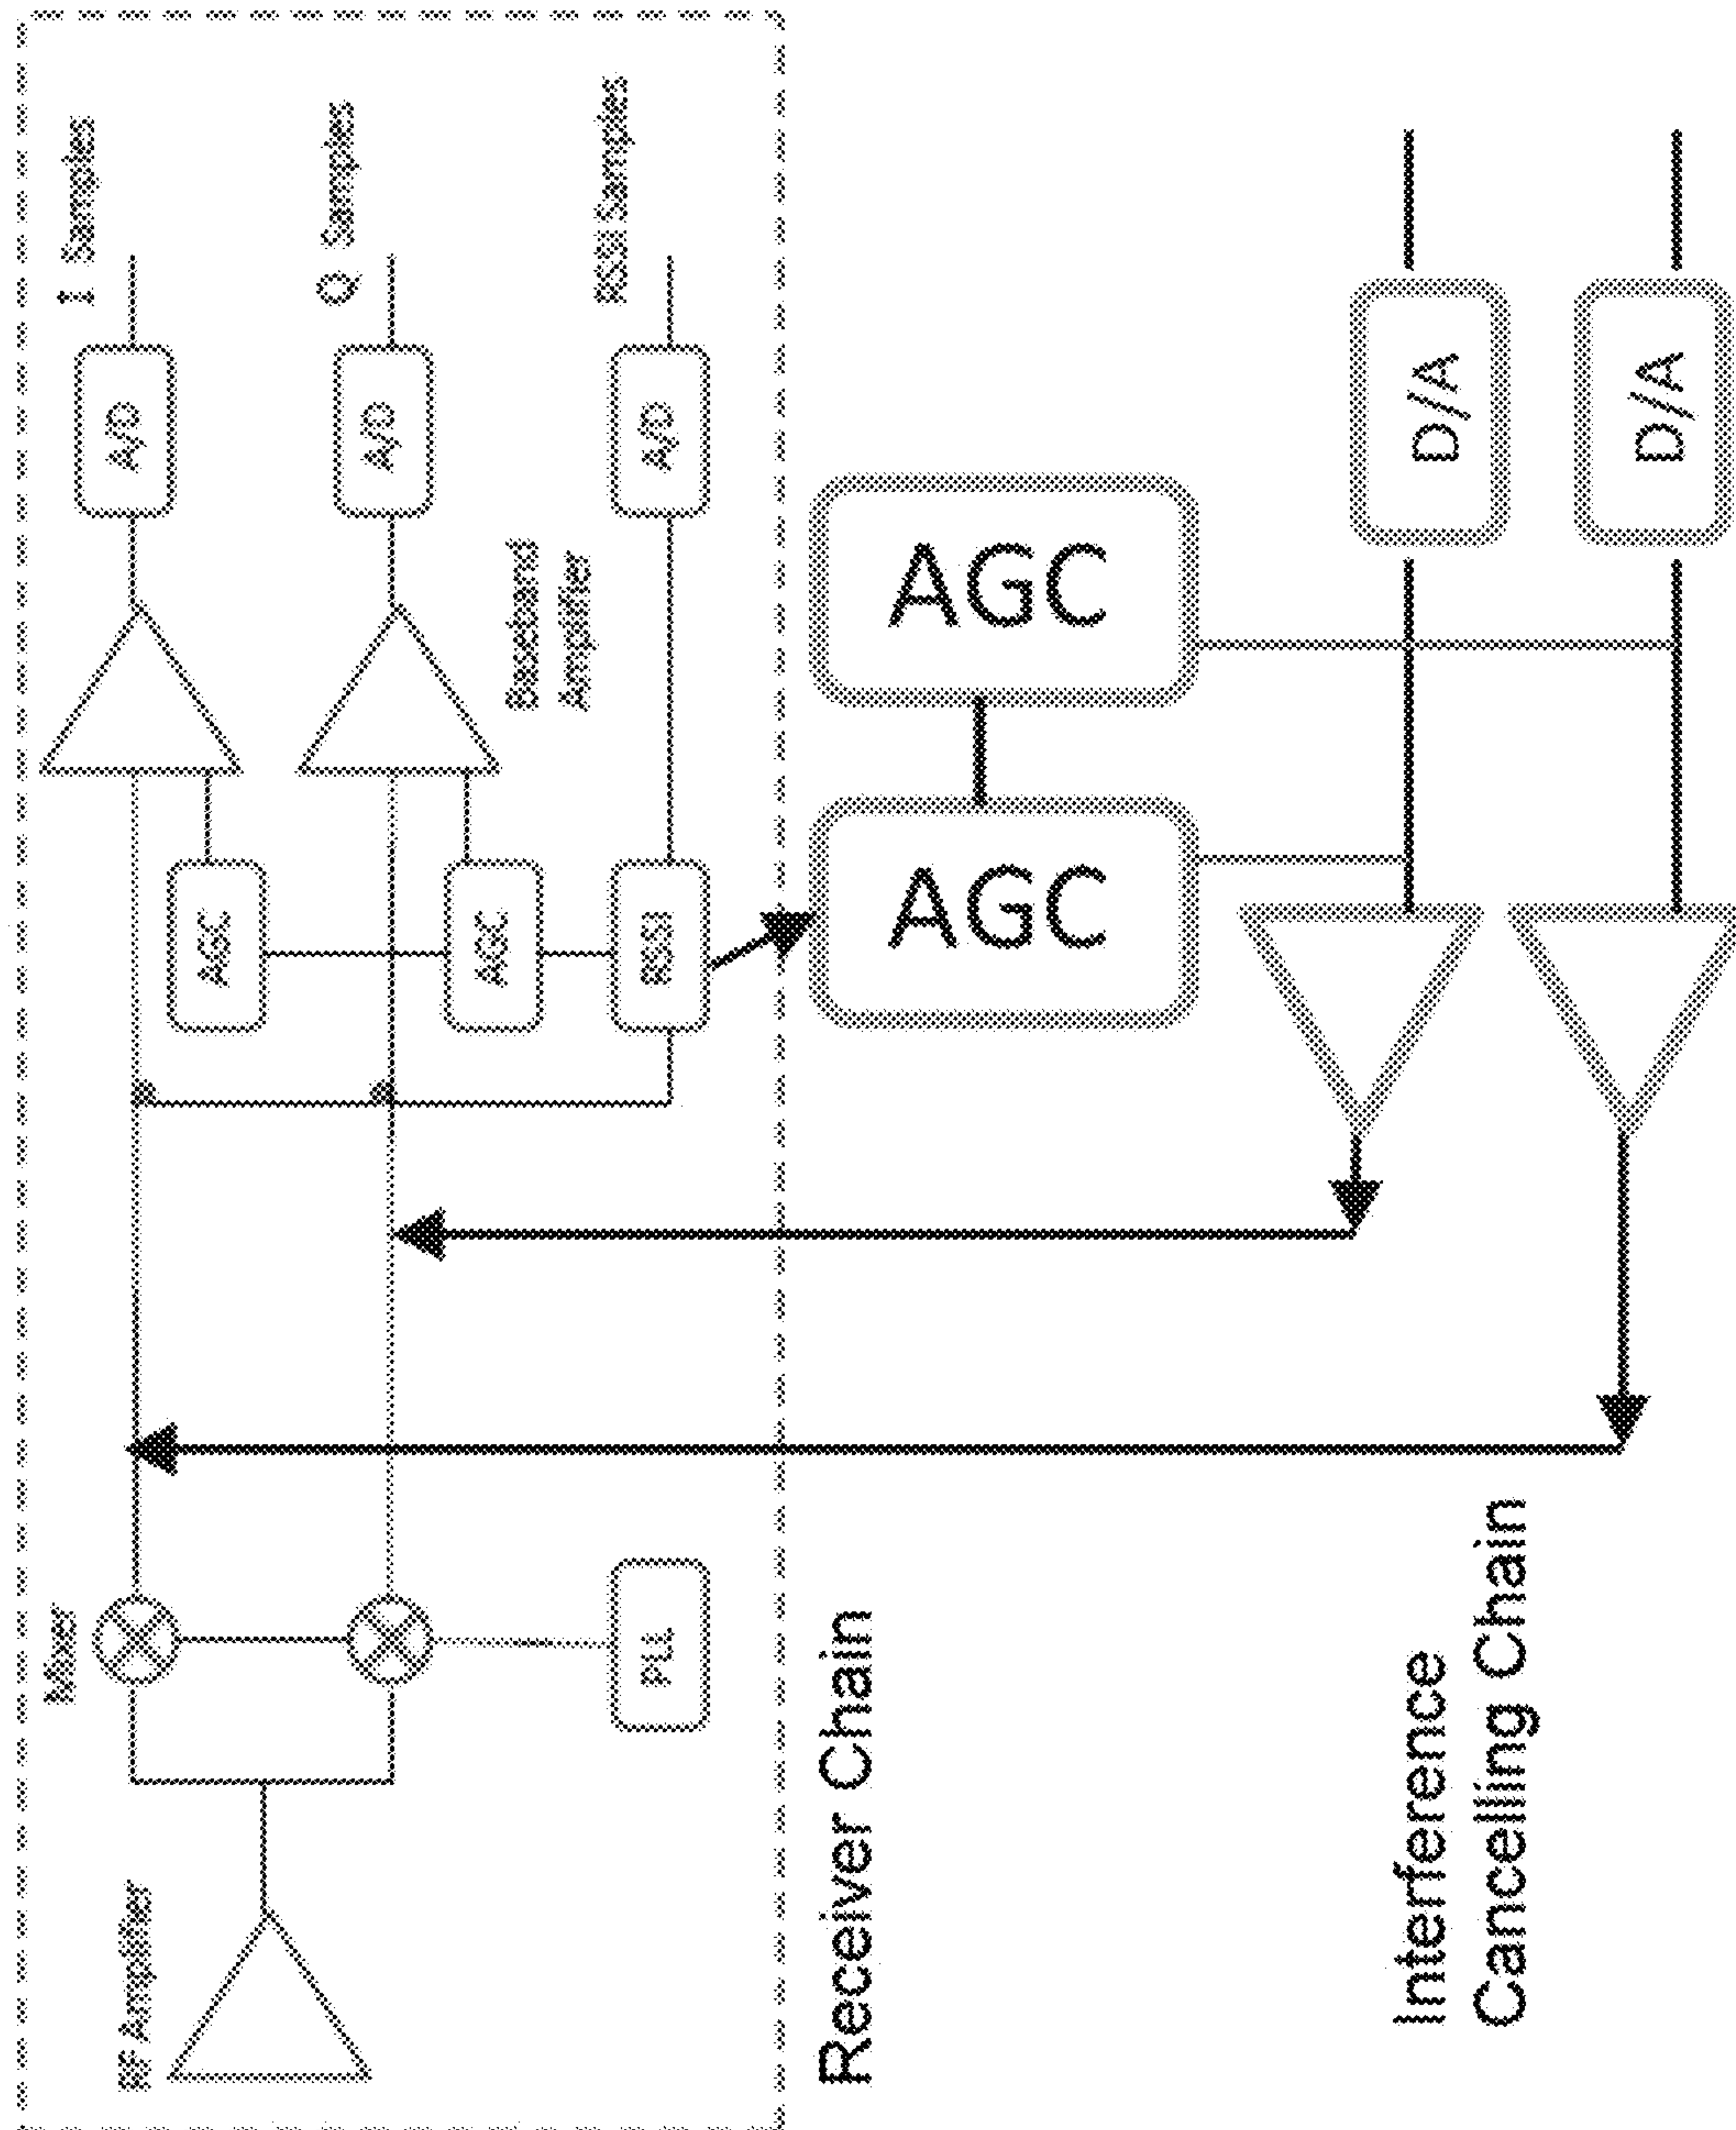 RF Amplifier
Mixer
PLL
AGC
AGC
RSSI
Baseband
Amplifier
A/D
A/D
A/D
I Samples
Q Samples
RSSI Samples
Receiver Chain
AGC
AGC
D/A
D/A
Interference
Cancelling Chain